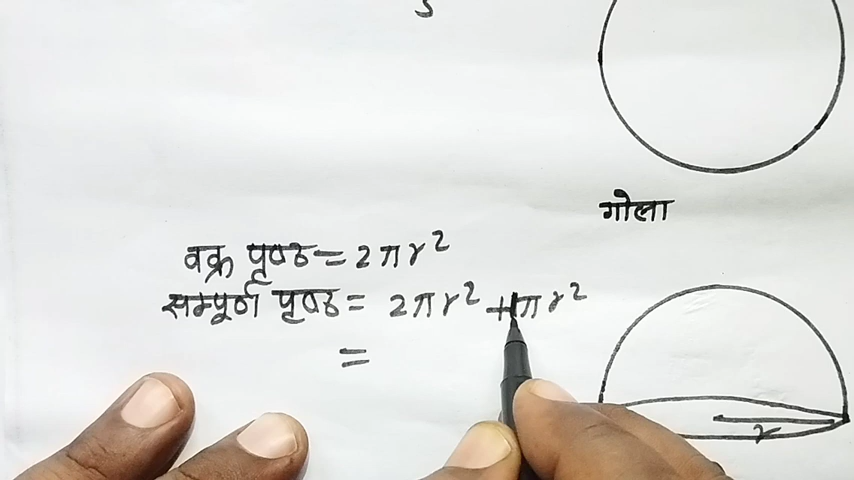 गोला
वक्र पृष्ठ = 2πr²
सम्पूर्ण पृष्ठ = 2πr² + πr²
=
r